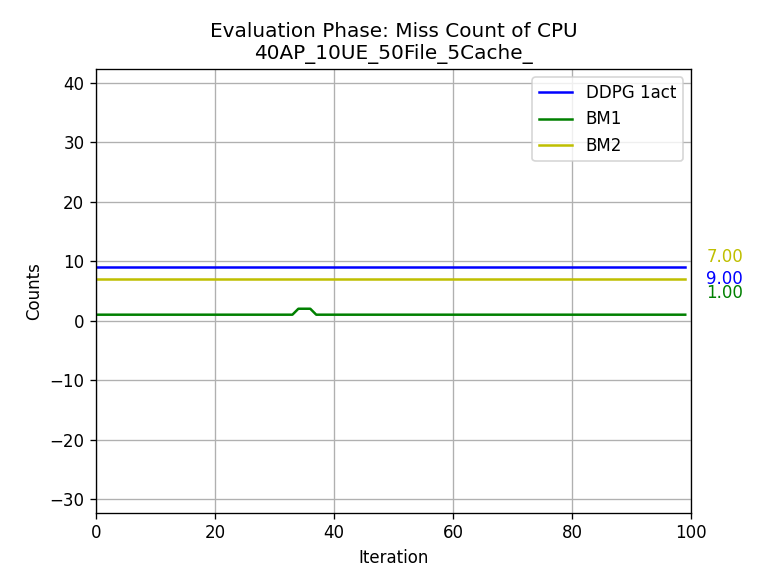 Evaluation Phase: Miss Count of CPU
40AP_10UE_50File_5Cache_
DDPG 1act
BM1
BM2
40
30
20
10
0
−10
−20
−30
Counts
7.00
9.00
1.00
0
20
40
60
80
100
Iteration